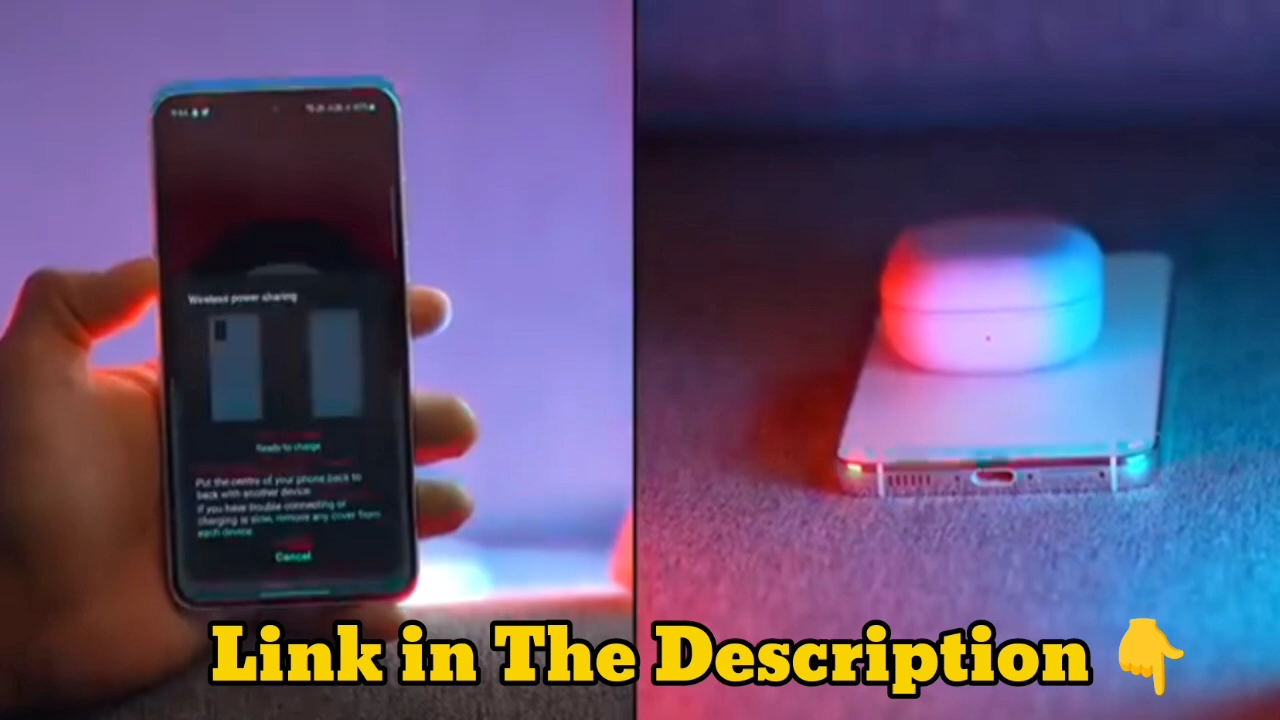 Wireless power sharing
Ready to charge
Put the centre of your phone back to
back with another device.
If you have trouble connecting or
charging is slow, remove any cover from
each device.
Cancel
Link in The Description 👇